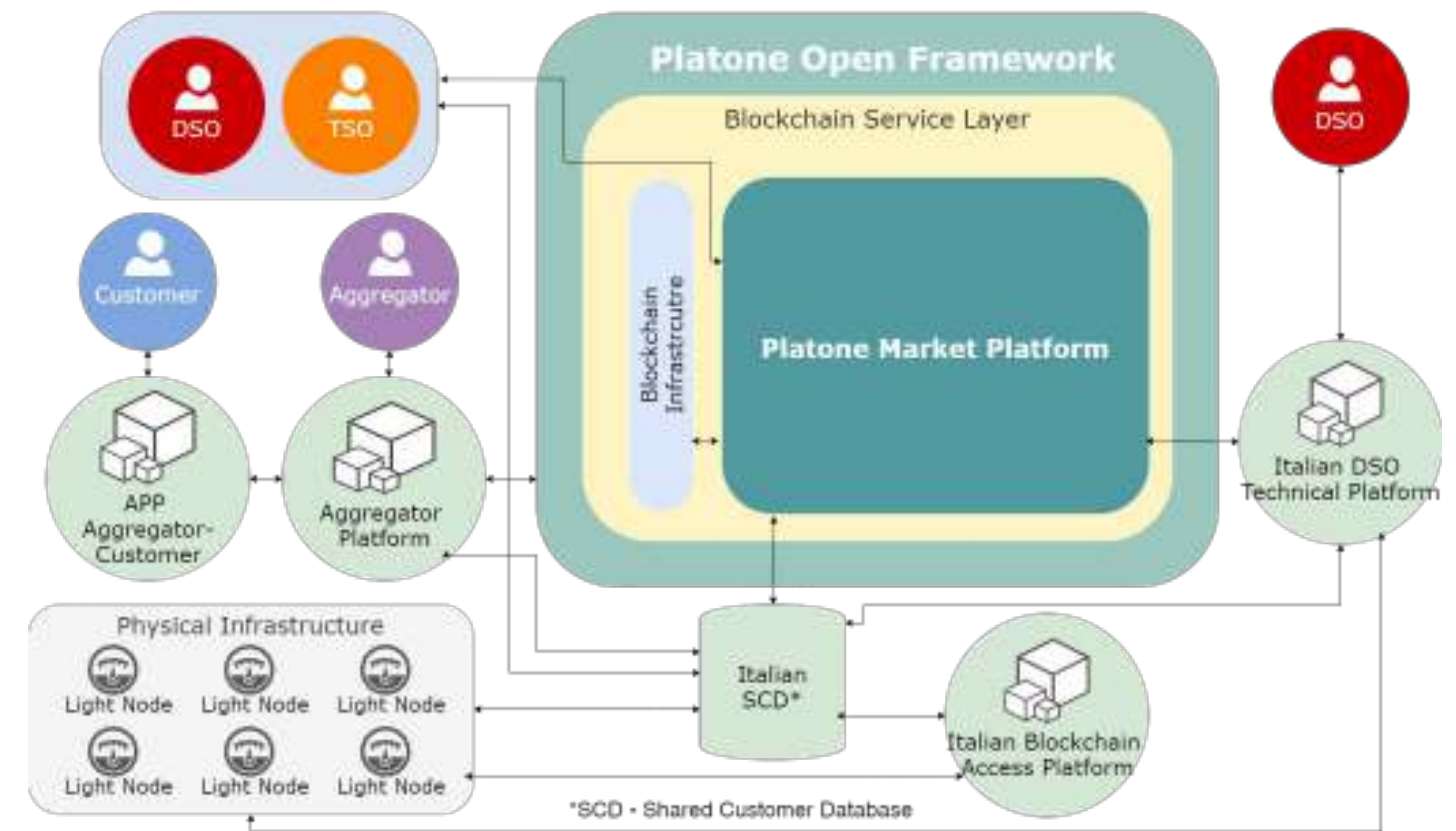 DSO
TSO
Platone Open Framework
Blockchain Service Layer
DSO
Customer
Aggregator
Blockchain
Infrastrcutre
Platone Market Platform
APP
Aggregator-
Customer
Aggregator
Platform
Italian DSO
Technical Platform
Physical Infrastructure
Light Node
Light Node
Light Node
Light Node
Light Node
Light Node
Italian
SCD*
Italian Blockchain
Access Platform
*SCD - Shared Customer Database